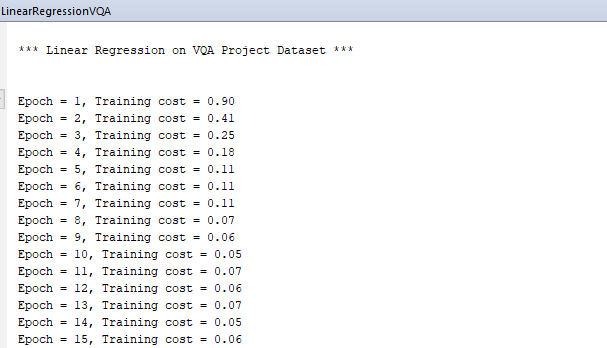 LinearRegressionVQA
*** Linear Regression on VQA Project Dataset ***
Epoch = 1, Training cost = 0.90
Epoch = 2, Training cost = 0.41
Epoch = 3, Training cost = 0.25
Epoch = 4, Training cost = 0.18
Epoch = 5, Training cost = 0.11
Epoch = 6, Training cost = 0.11
Epoch = 7, Training cost = 0.11
Epoch = 8, Training cost = 0.07
Epoch = 9, Training cost = 0.06
Epoch = 10, Training cost = 0.05
Epoch = 11, Training cost = 0.07
Epoch = 12, Training cost = 0.06
Epoch = 13, Training cost = 0.07
Epoch = 14, Training cost = 0.05
Epoch = 15, Training cost = 0.06